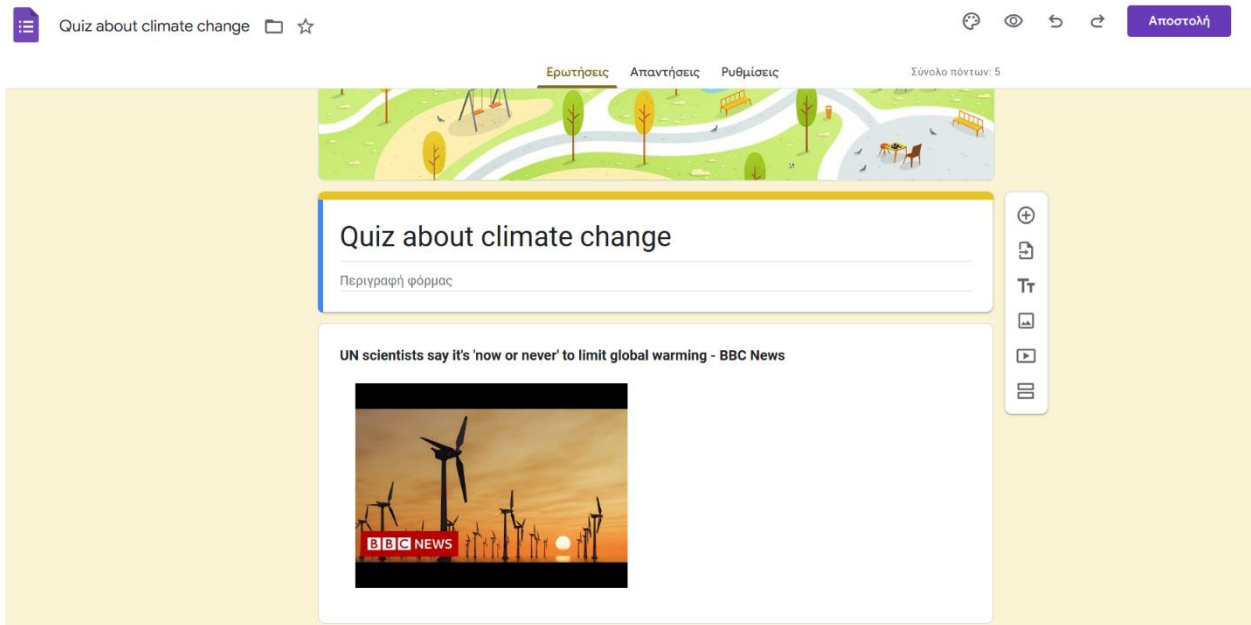 Quiz about climate change
Αποστολή
Ερωτήσεις Απαντήσεις Ρυθμίσεις
Σύνολο πόντων: 5
Quiz about climate change
Περιγραφή φόρμας
Tт
UN scientists say it's 'now or never' to limit global warming - BBC News
BBC NEWS